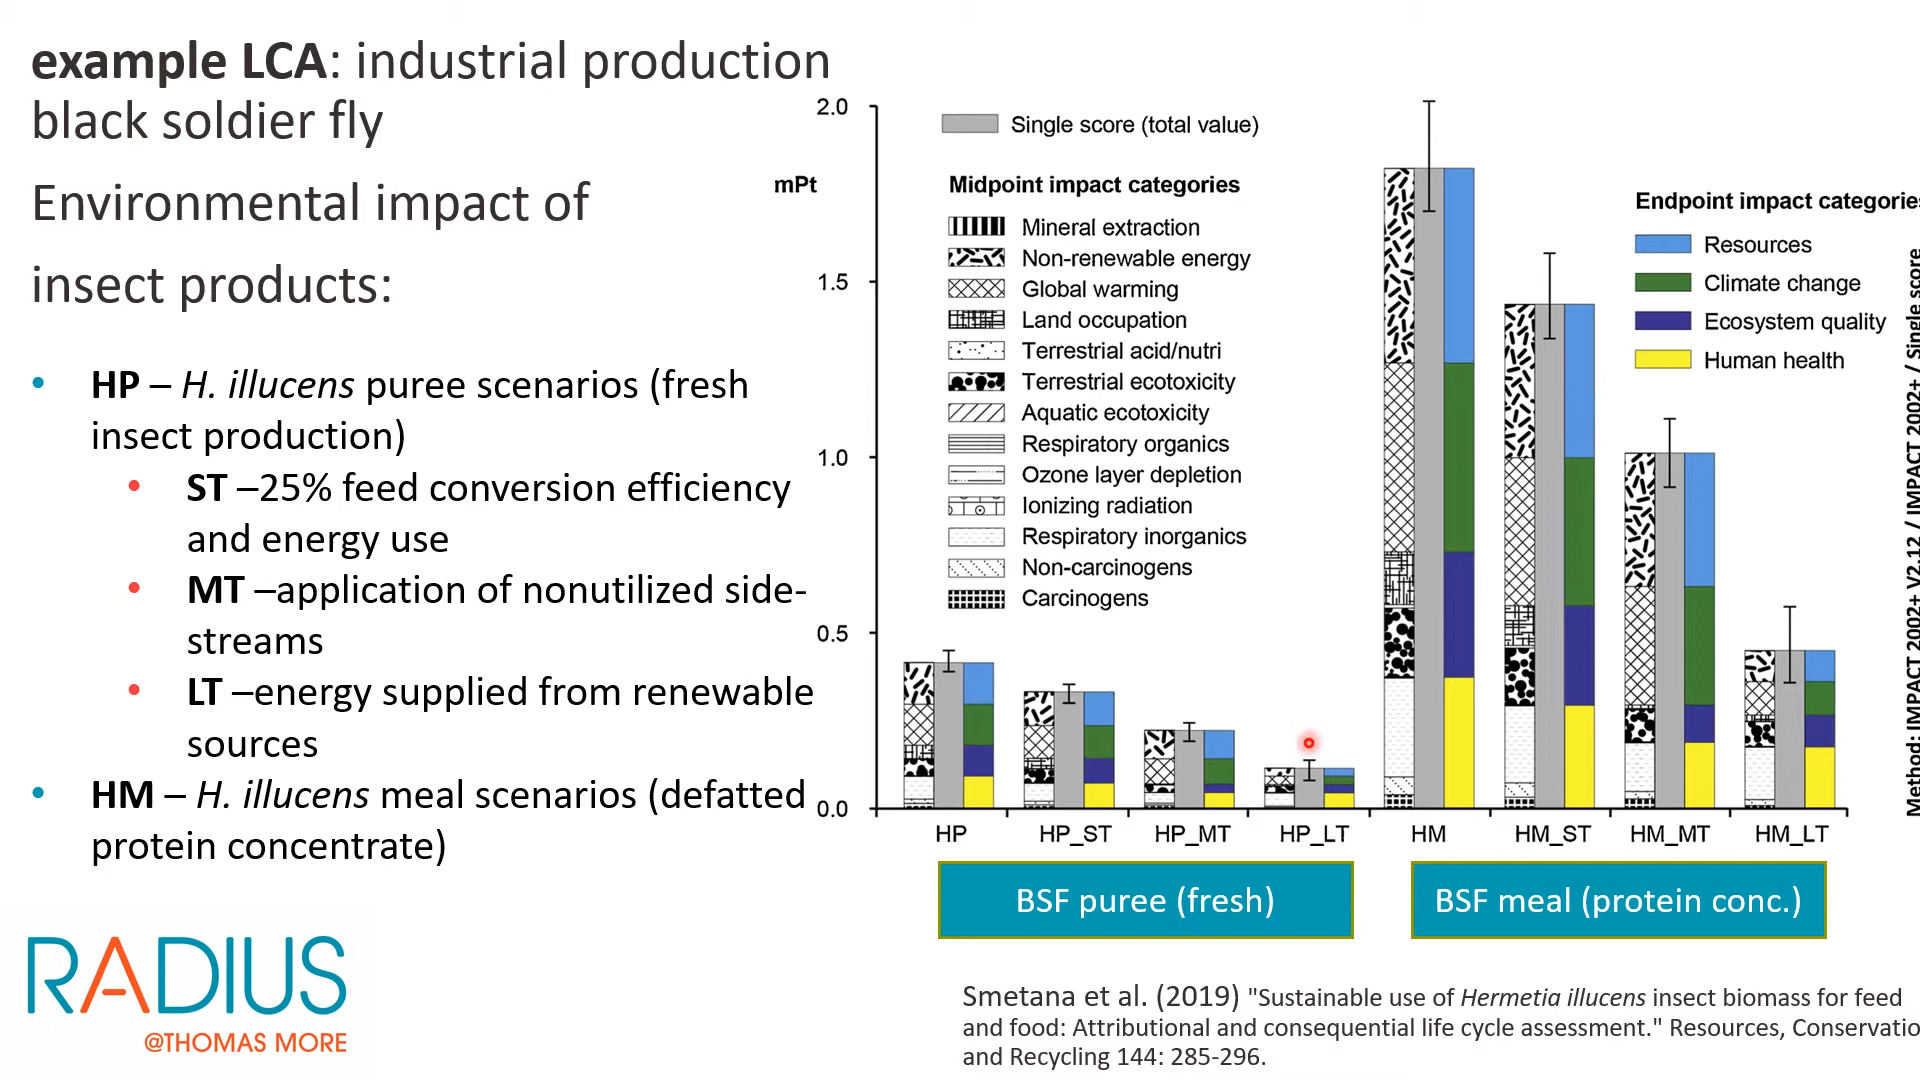 example LCA: industrial production
black soldier fly
Environmental impact of
insect products:
• HP – H. illucens puree scenarios (fresh
insect production)
• ST –25% feed conversion efficiency
and energy use
• MT –application of nonutilized side-
streams
• LT –energy supplied from renewable
sources
• HM – H. illucens meal scenarios (defatted
protein concentrate)
RADIUS
@THOMAS MORE
mPt
2.0
1.5
1.0
0.5
0.0
Single score (total value)
Midpoint impact categories
Mineral extraction
Non-renewable energy
Global warming
Land occupation
Terrestrial acid/nutri
Terrestrial ecotoxicity
Aquatic ecotoxicity
Respiratory organics
Ozone layer depletion
Ionizing radiation
Respiratory inorganics
Non-carcinogens
Carcinogens
Endpoint impact categories
Resources
Climate change
Ecosystem quality
Human health
Method: IMPACT 2002+ V2.12 / IMPACT 2002+ / Single score
HP HP_ST HP_MT HP_LT HM HM_ST HM_MT HM_LT
BSF puree (fresh)
BSF meal (protein conc.)
Smetana et al. (2019) "Sustainable use of Hermetia illucens insect biomass for feed
and food: Attributional and consequential life cycle assessment." Resources, Conservatio
and Recycling 144: 285-296.